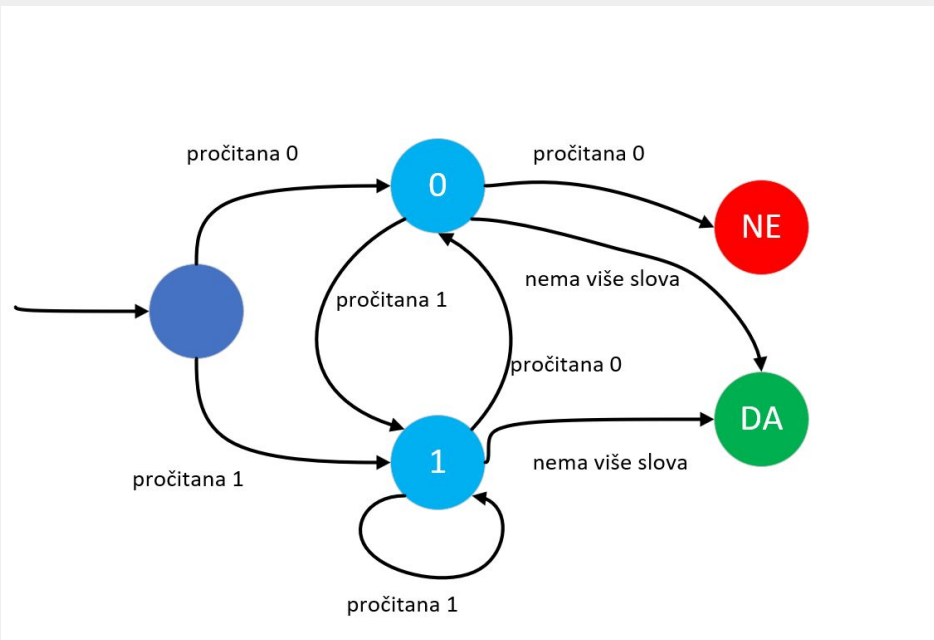 pročitana 0
pročitana 0
0
NE
nema više slova
pročitana 1
pročitana 0
DA
1
nema više slova
pročitana 1
pročitana 1